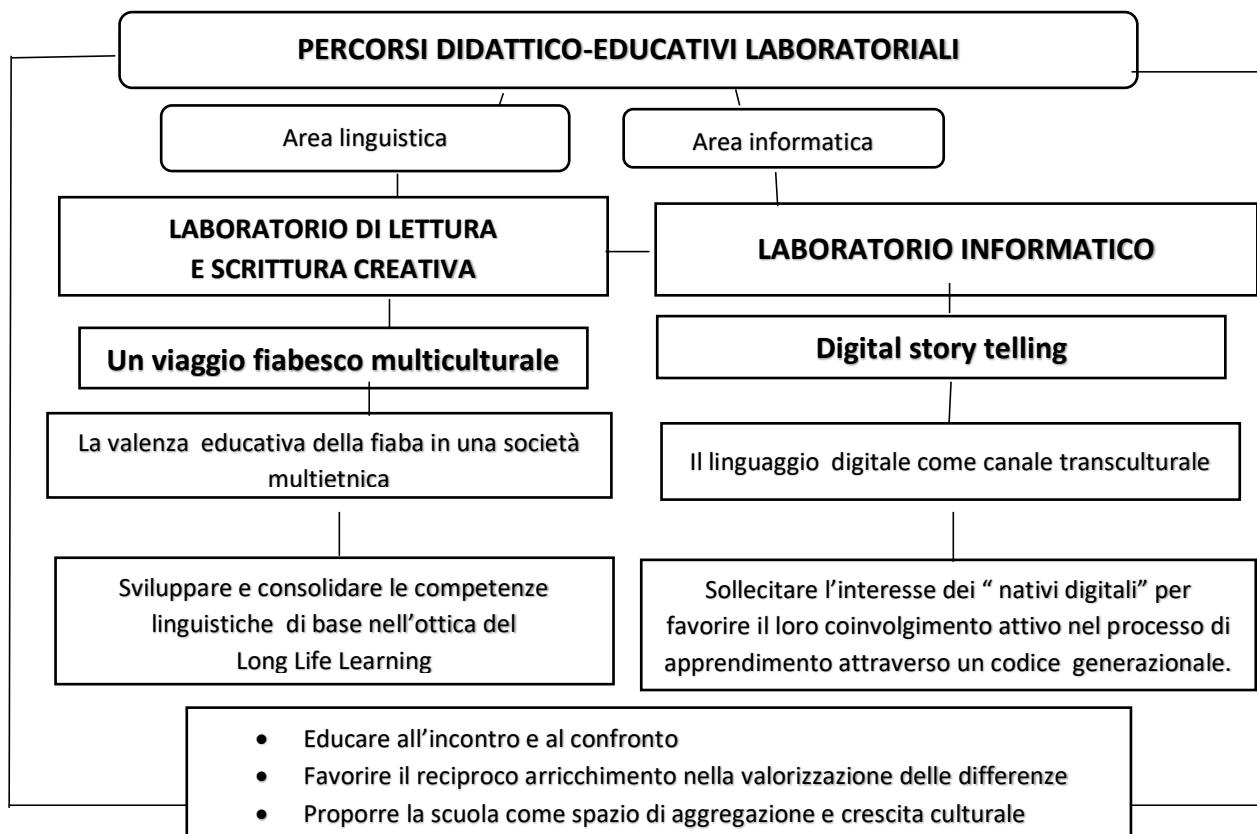 PERCORSI DIDATTICO-EDUCATIVI LABORATORIALI
Area linguistica
Area informatica
LABORATORIO DI LETTURA
E SCRITTURA CREATIVA
LABORATORIO INFORMATICO
Un viaggio fiabesco multiculturale
Digital story telling
La valenza educativa della fiaba in una società
multietnica
Il linguaggio digitale come canale transculturale
Sviluppare e consolidare le competenze
linguistiche di base nell'ottica del
Long Life Learning
Sollecitare l'interesse dei " nativi digitali" per
favorire il loro coinvolgimento attivo nel processo di
apprendimento attraverso un codice generazionale.
• Educare all'incontro e al confronto
• Favorire il reciproco arricchimento nella valorizzazione delle differenze
• Proporre la scuola come spazio di aggregazione e crescita culturale